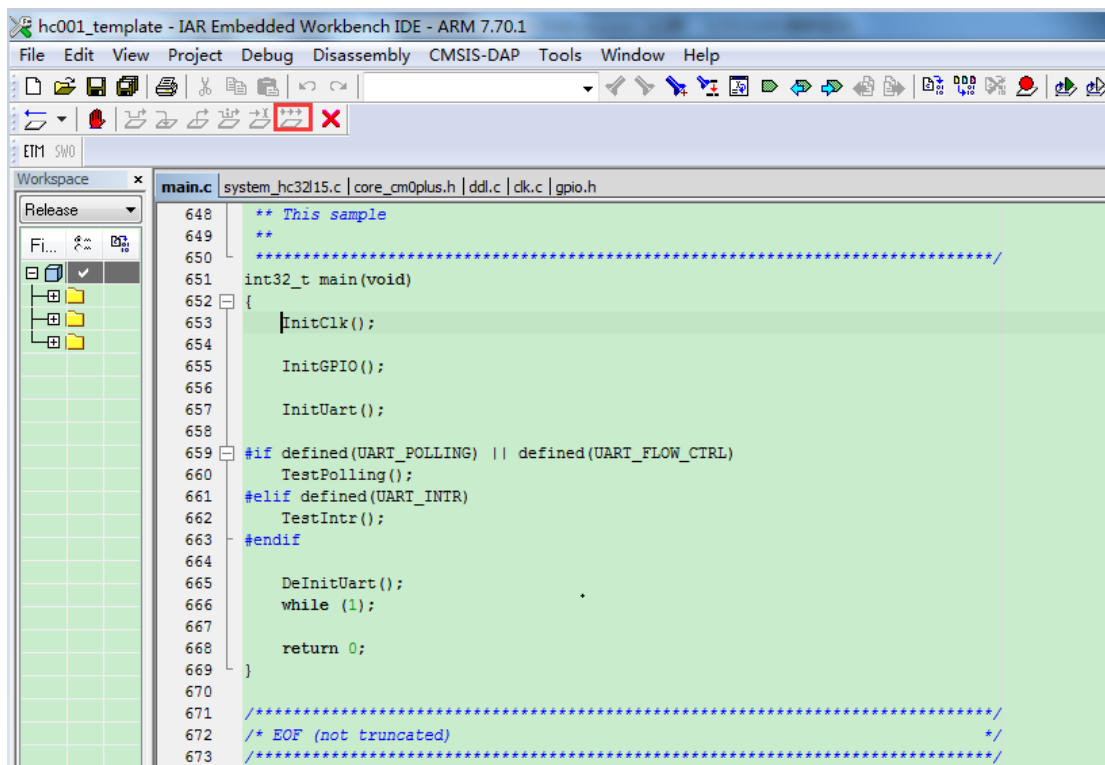 hc001_template - IAR Embedded Workbench IDE - ARM 7.70.1
File Edit View Project Debug Disassembly CMSIS-DAP Tools Window Help
ETM SWO
Workspace x
main.c | system_hc32l15.c | core_cm0plus.h | ddl.c | clk.c | gpio.h
Release
Fi...
648 ** This sample
649 **
650 ******************************************************************************/
651 int32_t main(void)
652 {
653 InitClk();
654
655 InitGPIO();
656
657 InitUart();
658
659 #if defined(UART_POLLING) || defined(UART_FLOW_CTRL)
660 TestPolling();
661 #elif defined(UART_INTR)
662 TestIntr();
663 #endif
664
665 DeInitUart();
666 while (1);
667
668 return 0;
669 }
670
671 /******************************************************************************/
672 /* EOF (not truncated) */
673 /******************************************************************************/